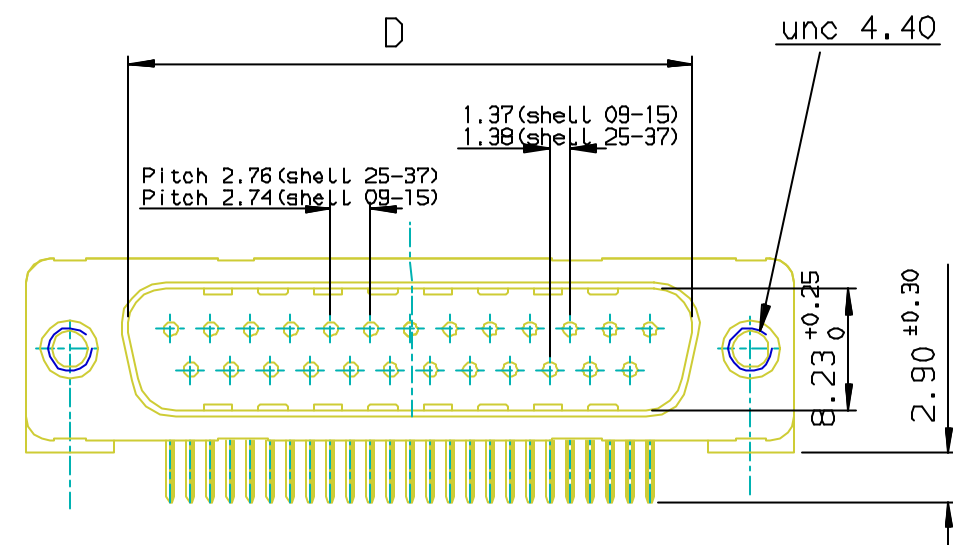 D
unc 4.40
1.37(shell 09-15)
1.38(shell 25-37)
Pitch 2.76(shell 25-37)
Pitch 2.74(shell 09-15)
8.23 +0.25 0
2.90 ±0.30